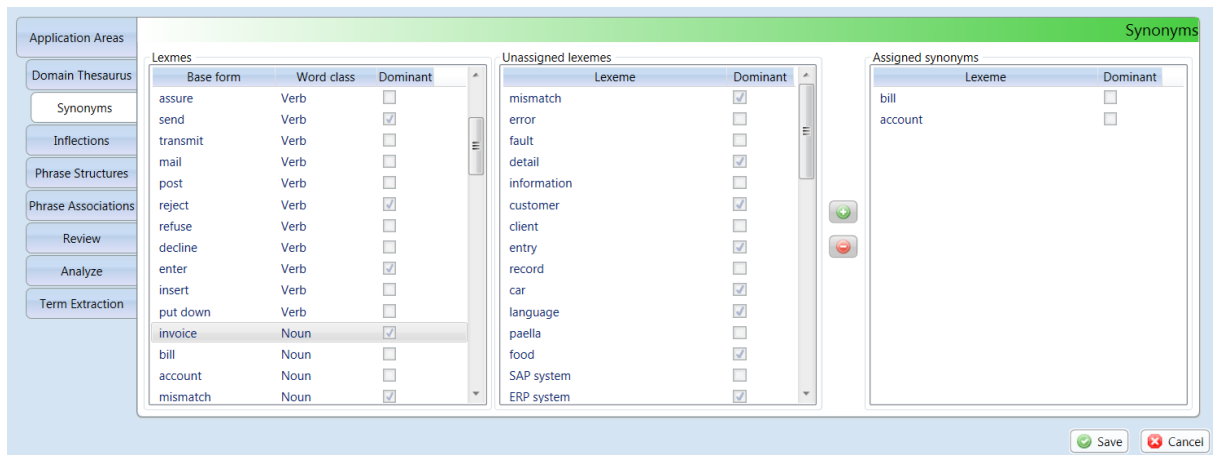 Synonyms
Application Areas
Domain Thesaurus
Synonyms
Inflections
Phrase Structures
Phrase Associations
Review
Analyze
Term Extraction
Lexmes
Base form Word class Dominant
assure Verb
send Verb
transmit Verb
mail Verb
post Verb
reject Verb
refuse Verb
decline Verb
enter Verb
insert Verb
put down Verb
invoice Noun
bill Noun
account Noun
mismatch Noun
Unassigned lexemes
Lexeme Dominant
mismatch
error
fault
detail
information
customer
client
entry
record
car
language
paella
food
SAP system
ERP system
Assigned synonyms
Lexeme Dominant
bill
account
Save Cancel